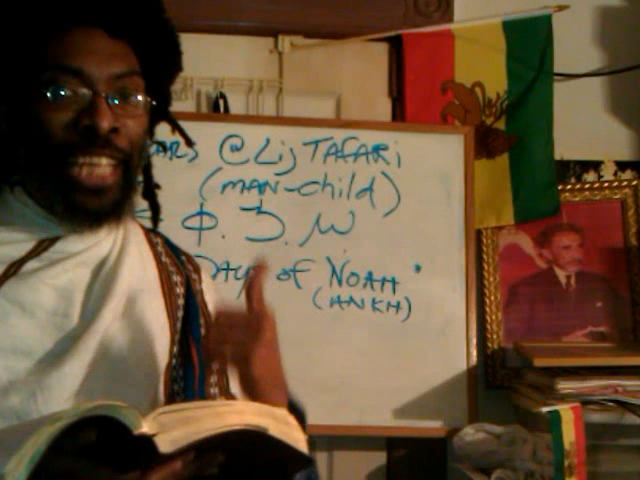 @Lij TAFARi
(MAN-child)
ቀ.ኃ.ሥ.
DAYS of NOAH
(ANKH)